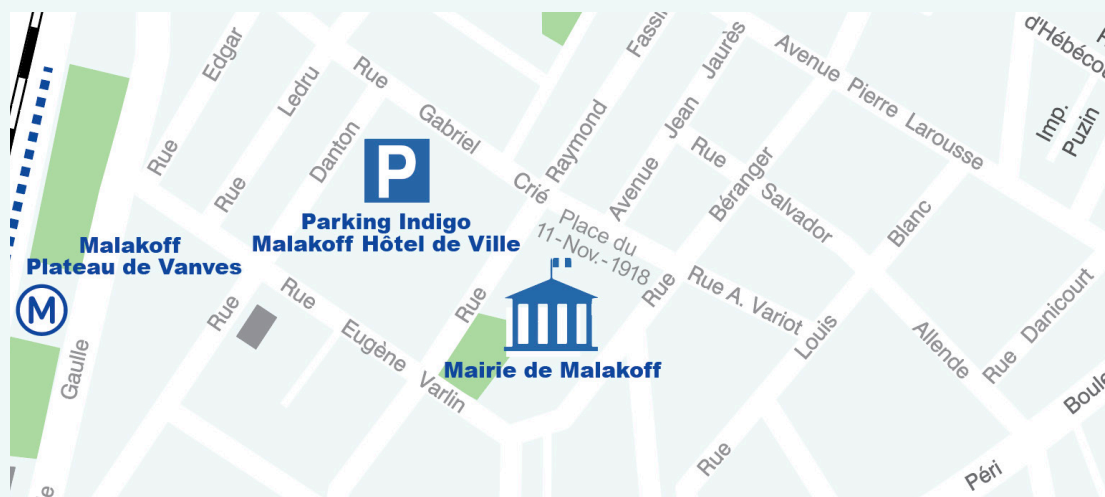 Rue Edgar
Rue Ledru
Rue Danton
Rue Gabriel Crié
Rue Raymond Fassin
Avenue Jean Jaurès
Avenue Pierre Larousse
d'Hébécou
Imp.
Puzin
P
Parking Indigo
Malakoff Hôtel de Ville
Malakoff
Plateau de Vanves
M
Place du
11-Nov.-1918
Rue Béranger
Rue Salvador Allende
Rue A. Variot
Rue Louis Blanc
Rue Danicourt
Rue Eugène Varlin
Mairie de Malakoff
Gaulle
Boule
Péri